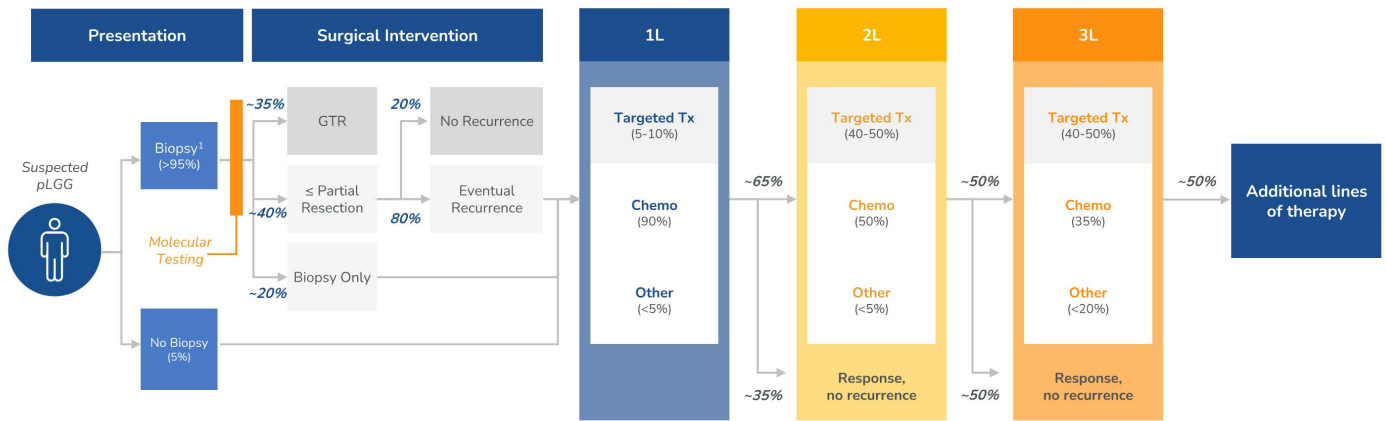 Presentation
Surgical Intervention
1L
2L
3L
Suspected
pLGG
Biopsy1
(>95%)
Molecular
Testing
No Biopsy
(5%)
~35%
GTR
~40%
≤ Partial
Resection
~20%
Biopsy Only
20%
No Recurrence
80%
Eventual
Recurrence
Targeted Tx
(5-10%)
Chemo
(90%)
Other
(<5%)
~65%
~35%
Targeted Tx
(40-50%)
Chemo
(50%)
Other
(<5%)
Response,
no recurrence
~50%
~50%
Targeted Tx
(40-50%)
Chemo
(35%)
Other
(<20%)
Response,
no recurrence
~50%
Additional lines
of therapy